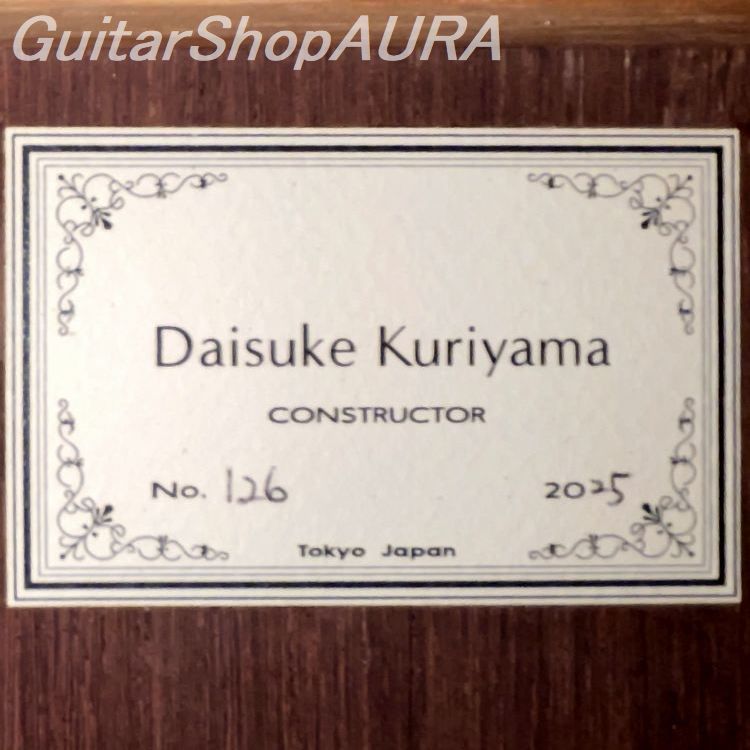 GuitarShopAURA
Daisuke Kuriyama
CONSTRUCTOR
No. 126 2025
Tokyo Japan